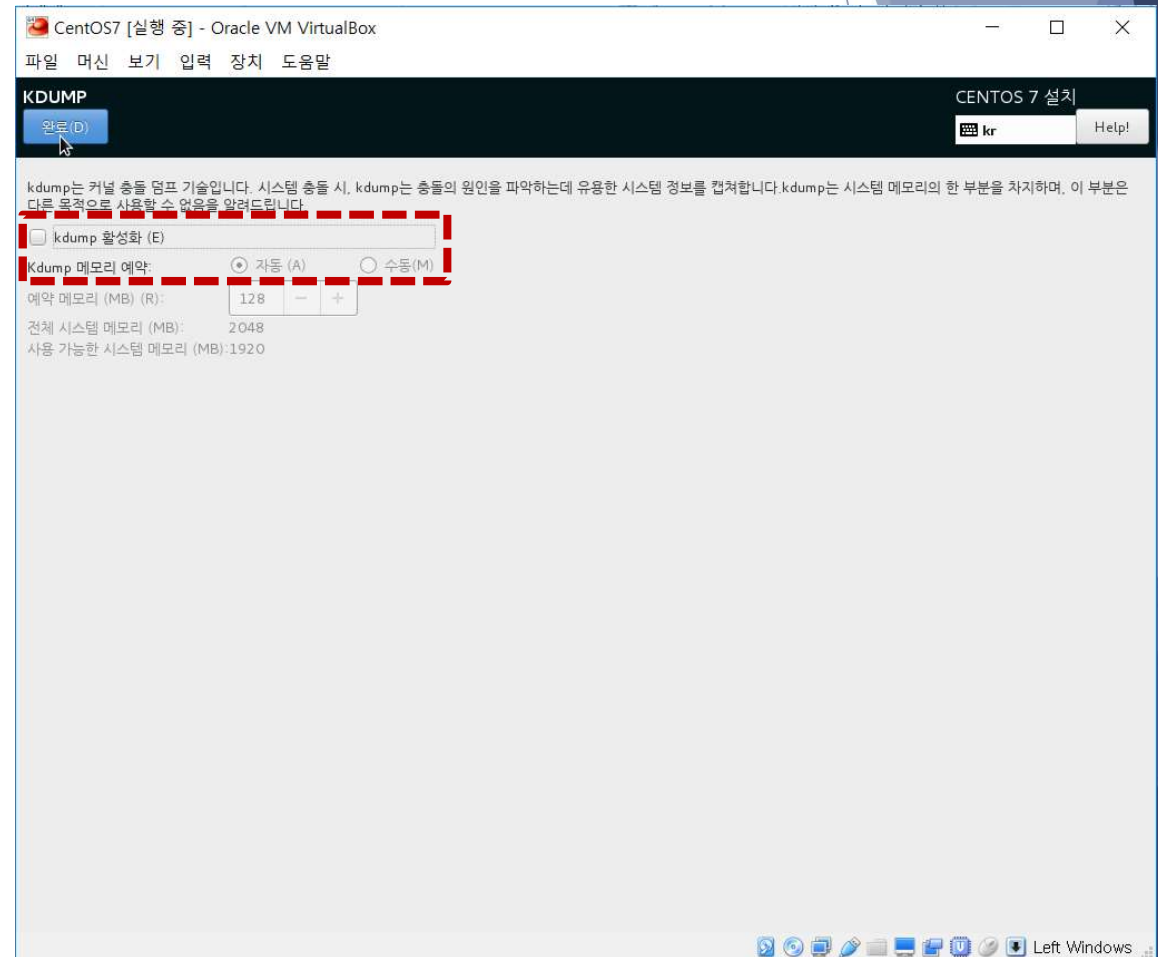 CentOS7 [실행 중] - Oracle VM VirtualBox
파일 머신 보기 입력 장치 도움말
KDUMP
CENTOS 7 설치
완료(D)
kr
Help!
kdump는 커널 충돌 덤프 기술입니다. 시스템 충돌 시, kdump는 충돌의 원인을 파악하는데 유용한 시스템 정보를 캡쳐합니다.kdump는 시스템 메모리의 한 부분을 차지하며, 이 부분은
다른 목적으로 사용할 수 없음을 알려드립니다.
kdump 활성화 (E)
Kdump 메모리 예약: 자동 (A) 수동(M)
예약 메모리 (MB) (R): 128 − +
전체 시스템 메모리 (MB): 2048
사용 가능한 시스템 메모리 (MB):1920
Left Windows